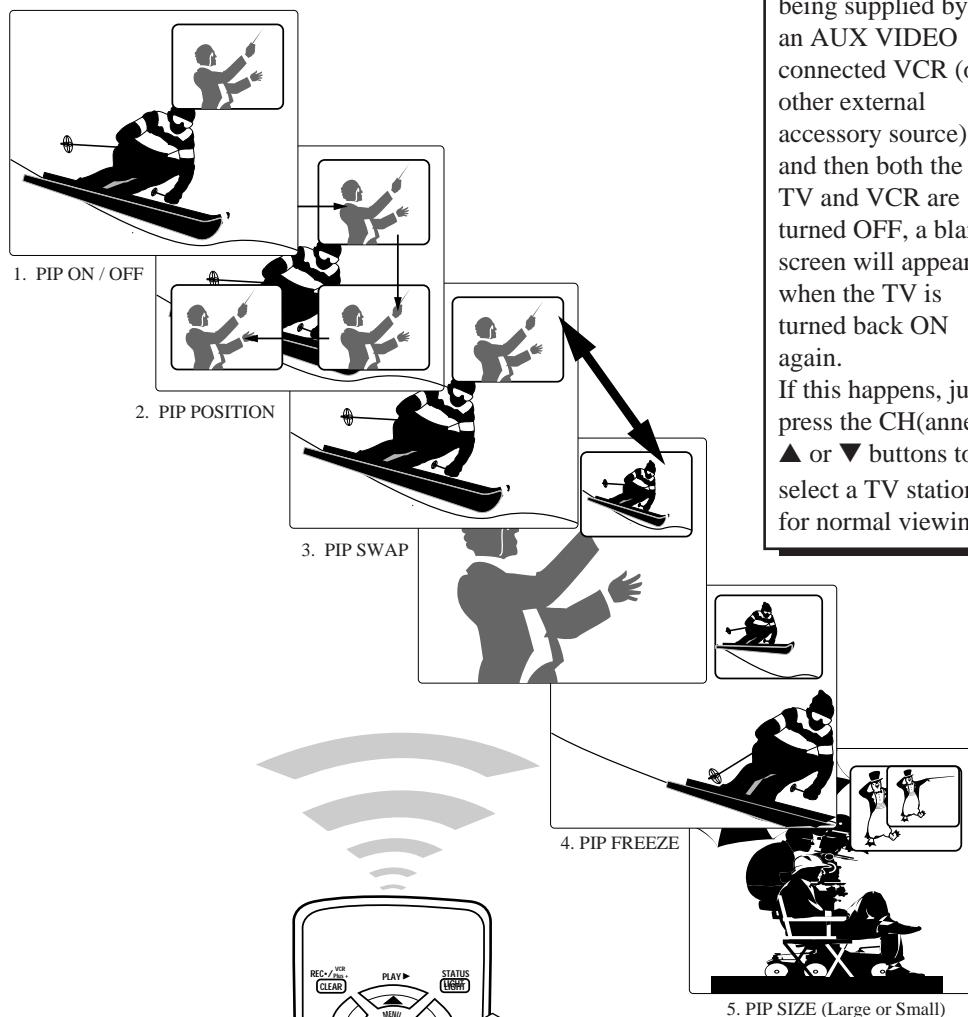 being supplied by
an AUX VIDEO
connected VCR (o
other external
accessory source)
and then both the
TV and VCR are
turned OFF, a bla
screen will appear
when the TV is
turned back ON
again.
If this happens, ju
press the CH(anne
▲ or ▼ buttons to
select a TV station
for normal viewin
1. PIP ON / OFF
2. PIP POSITION
3. PIP SWAP
4. PIP FREEZE
5. PIP SIZE (Large or Small)
REC•/VCR Plus+
CLEAR
PLAY ►
STATUS
LIGHT
MENU